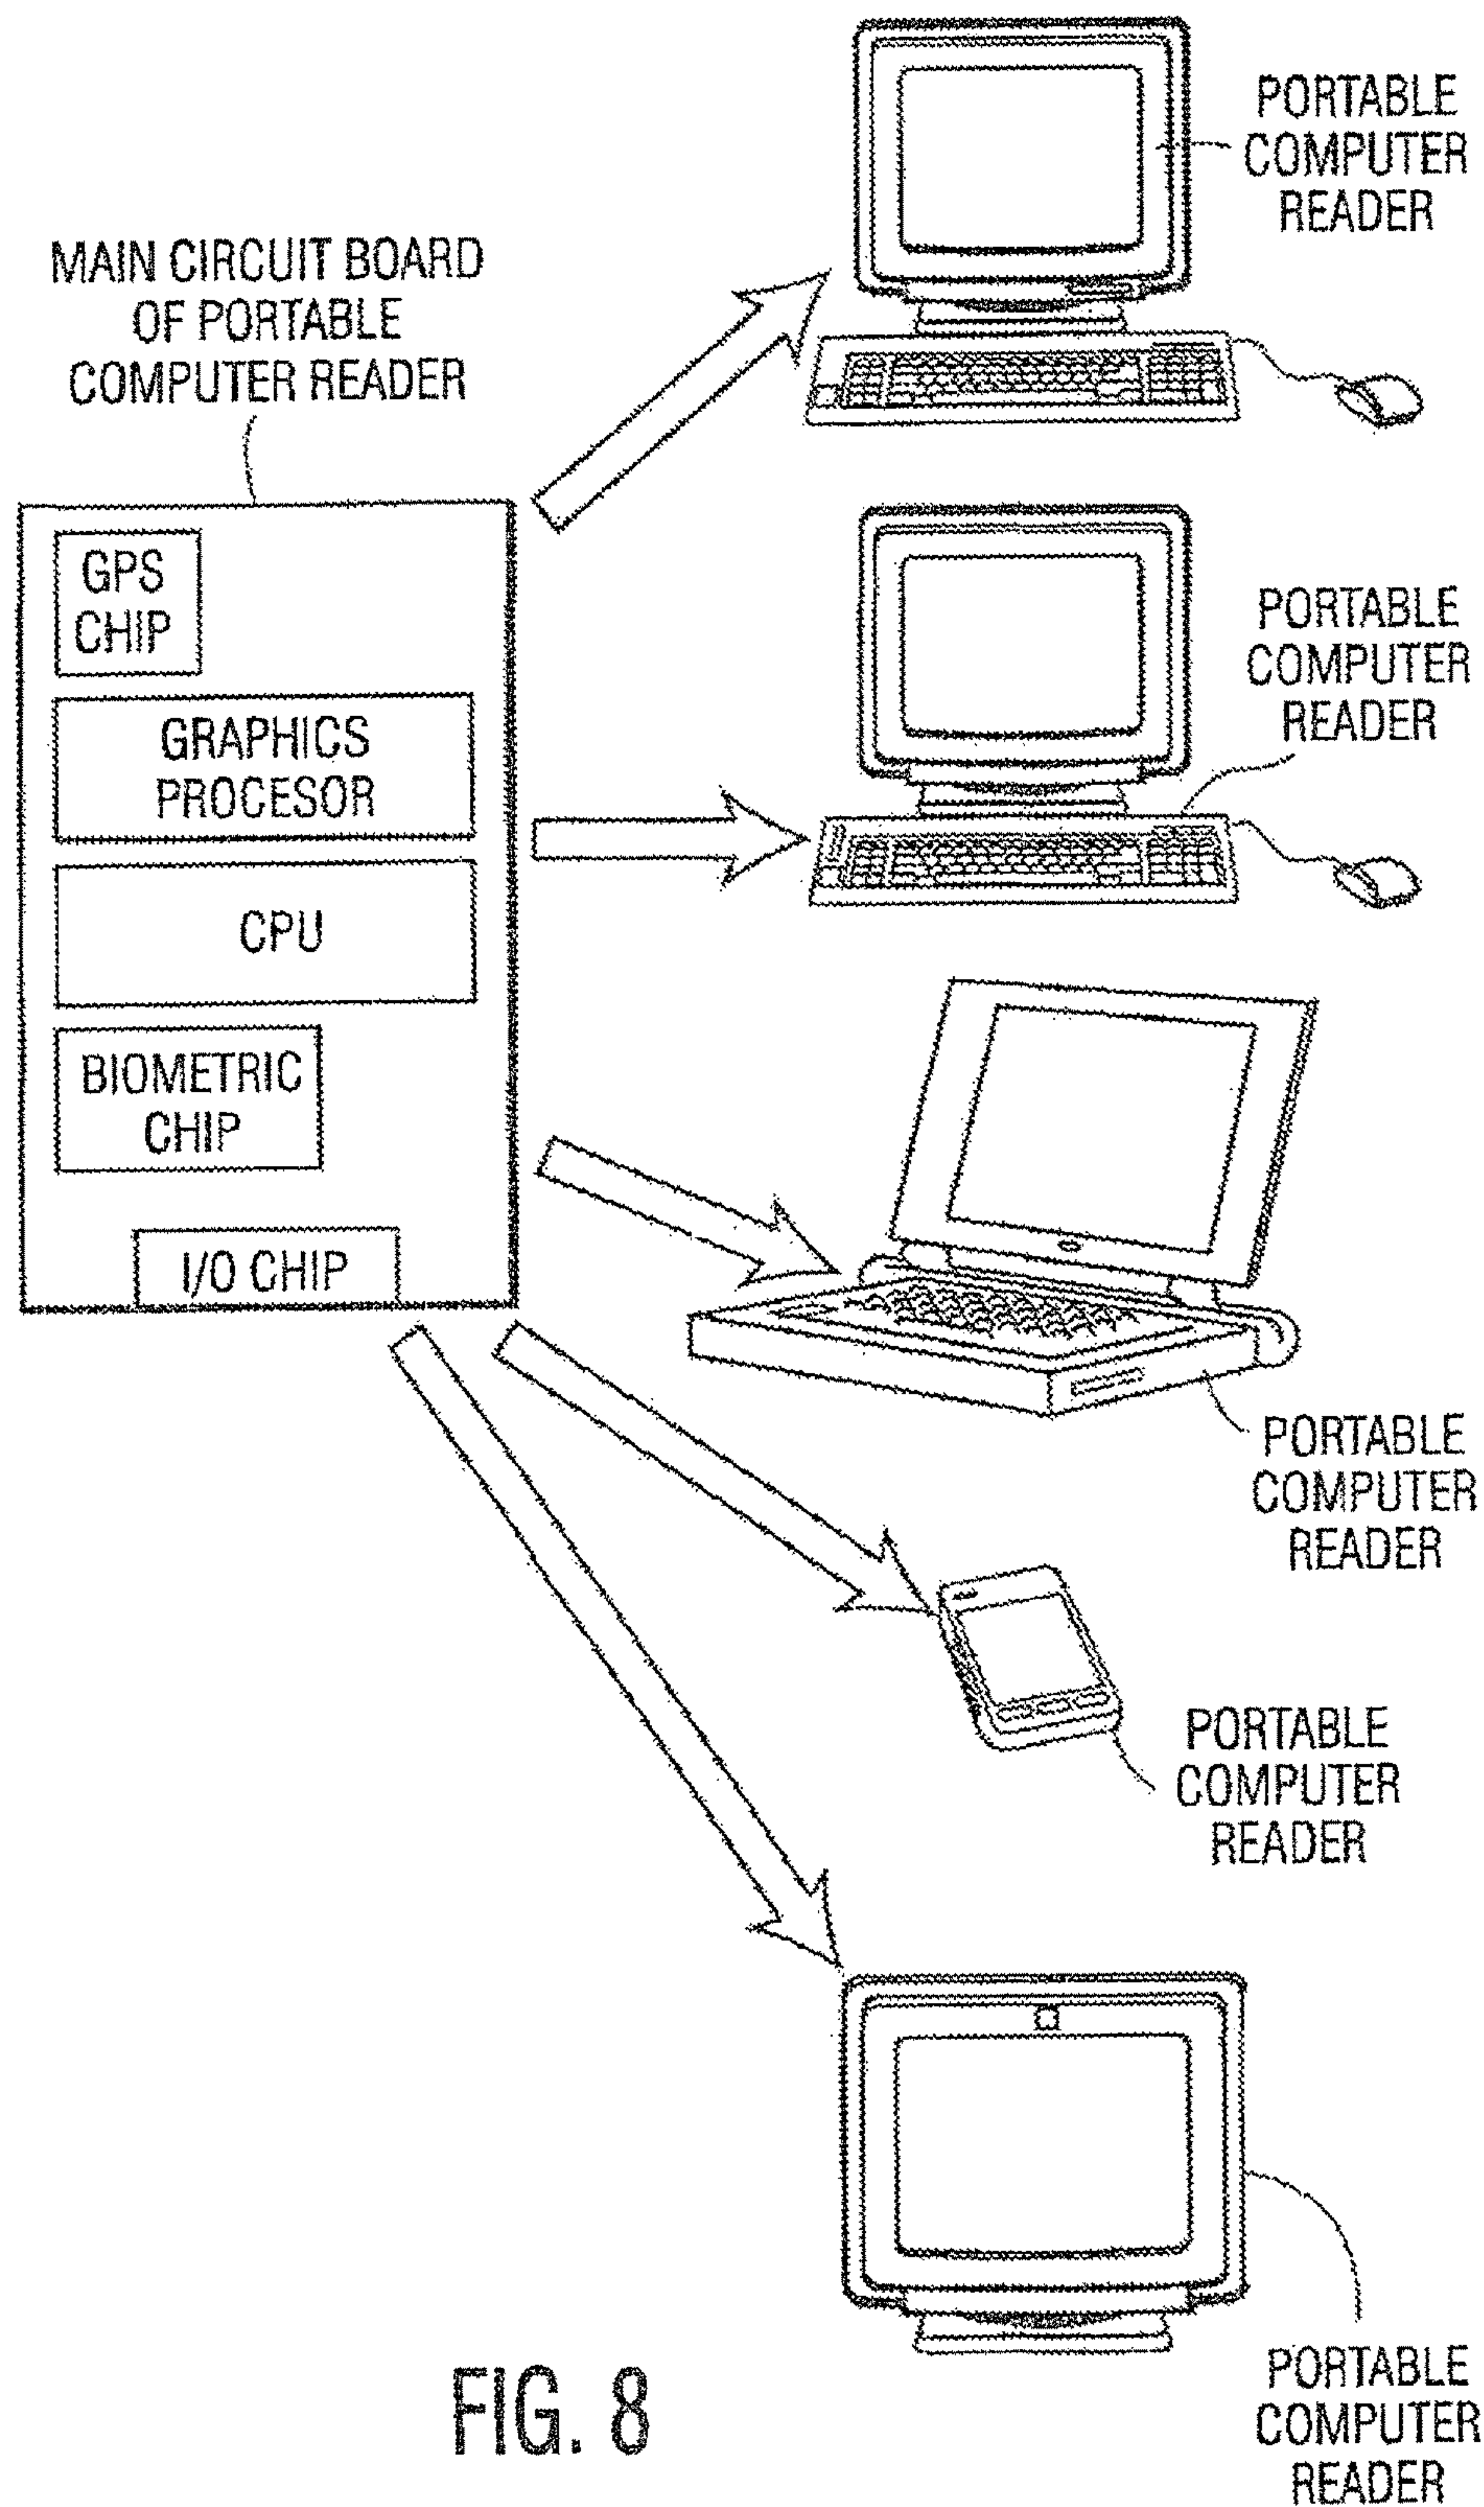 PORTABLE
COMPUTER
READER
MAIN CIRCUIT BOARD
OF PORTABLE
COMPUTER READER
GPS
CHIP
GRAPHICS
PROCESOR
CPU
BIOMETRIC
CHIP
I/O CHIP
PORTABLE
COMPUTER
READER
PORTABLE
COMPUTER
READER
PORTABLE
COMPUTER
READER
PORTABLE
COMPUTER
READER
FIG. 8